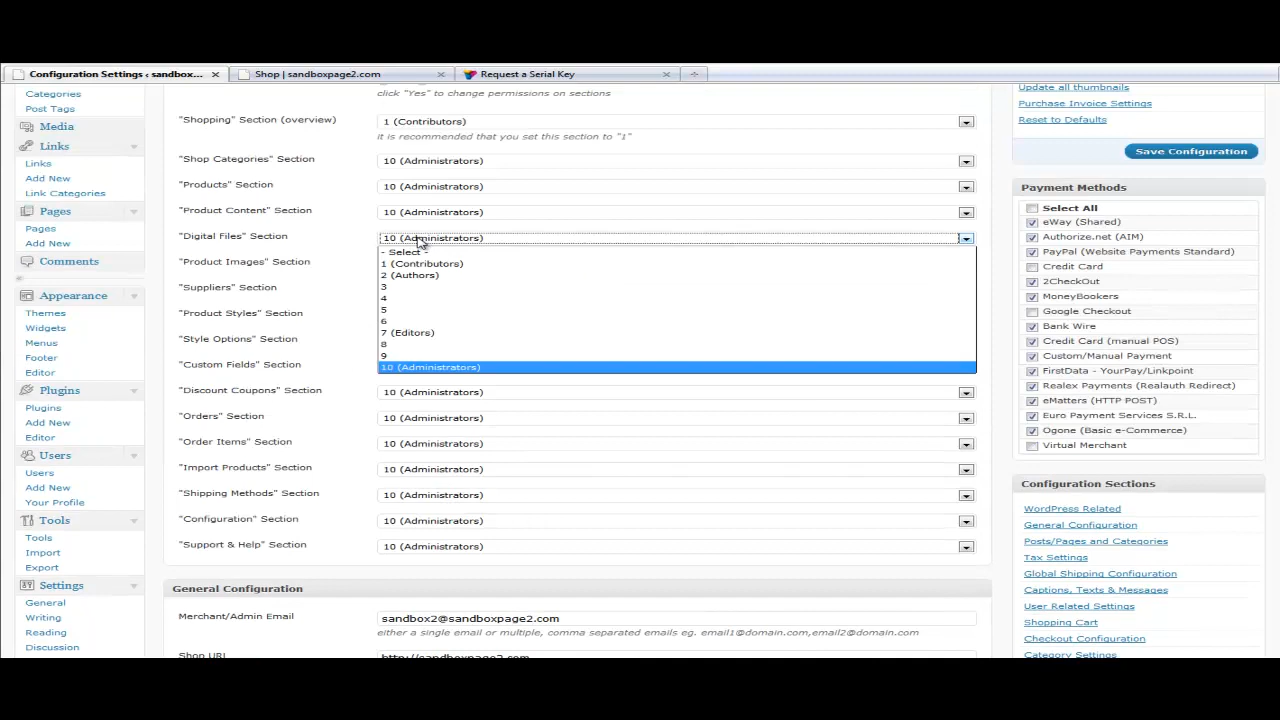 Configuration Settings ‹ sandbox...
Shop | sandboxpage2.com
Request a Serial Key
Categories
Post Tags
Media
Links
Links
Add New
Link Categories
Pages
Pages
Add New
Comments
Appearance
Themes
Widgets
Menus
Footer
Editor
Plugins
Plugins
Add New
Editor
Users
Users
Add New
Your Profile
Tools
Tools
Import
Export
Settings
General
Writing
Reading
Discussion
click "Yes" to change permissions on sections
"Shopping" Section (overview)
1 (Contributors)
it is recommended that you set this section to "1"
"Shop Categories" Section
10 (Administrators)
"Products" Section
10 (Administrators)
"Product Content" Section
10 (Administrators)
"Digital Files" Section
10 (Administrators)
- Select -
1 (Contributors)
2 (Authors)
3
4
5
6
7 (Editors)
8
9
10 (Administrators)
"Product Images" Section
"Suppliers" Section
"Product Styles" Section
"Style Options" Section
"Custom Fields" Section
"Discount Coupons" Section
10 (Administrators)
"Orders" Section
10 (Administrators)
"Order Items" Section
10 (Administrators)
"Import Products" Section
10 (Administrators)
"Shipping Methods" Section
10 (Administrators)
"Configuration" Section
10 (Administrators)
"Support & Help" Section
10 (Administrators)
General Configuration
Merchant/Admin Email
sandbox2@sandboxpage2.com
either a single email or multiple, comma separated emails eg. email1@domain.com,email2@domain.com
Shop URL
http://sandboxpage2.com
Update all thumbnails
Purchase Invoice Settings
Reset to Defaults
Save Configuration
Payment Methods
Select All
eWay (Shared)
Authorize.net (AIM)
PayPal (Website Payments Standard)
Credit Card
2CheckOut
MoneyBookers
Google Checkout
Bank Wire
Credit Card (manual POS)
Custom/Manual Payment
FirstData - YourPay/Linkpoint
Realex Payments (Realauth Redirect)
eMatters (HTTP POST)
Euro Payment Services S.R.L.
Ogone (Basic e-Commerce)
Virtual Merchant
Configuration Sections
WordPress Related
General Configuration
Posts/Pages and Categories
Tax Settings
Global Shipping Configuration
Captions, Texts & Messages
User Related Settings
Shopping Cart
Checkout Configuration
Category Settings